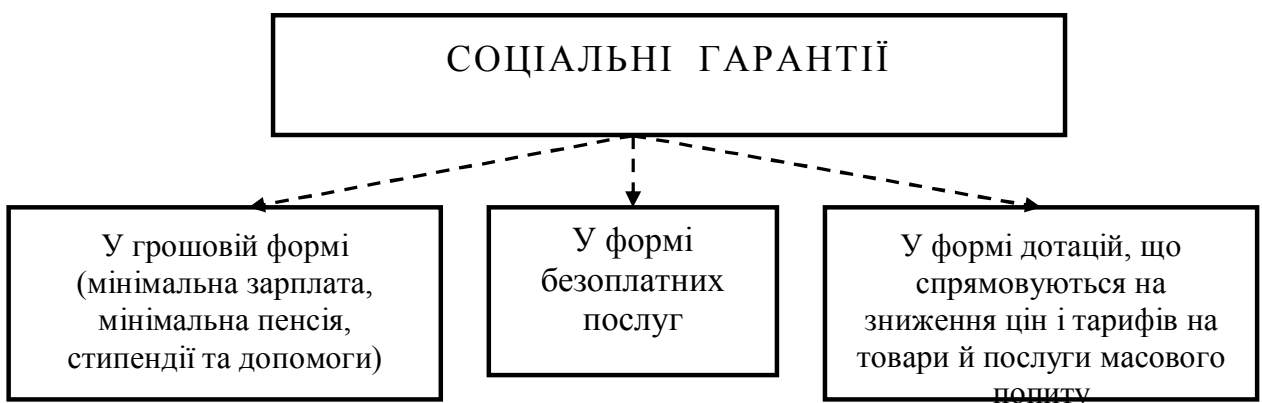 СОЦІАЛЬНІ ГАРАНТІЇ
У грошовій формі
(мінімальна зарплата,
мінімальна пенсія,
стипендії та допомоги)
У формі
безоплатних
послуг
У формі дотацій, що
спрямовуються на
зниження цін і тарифів на
товари й послуги масового
попиту